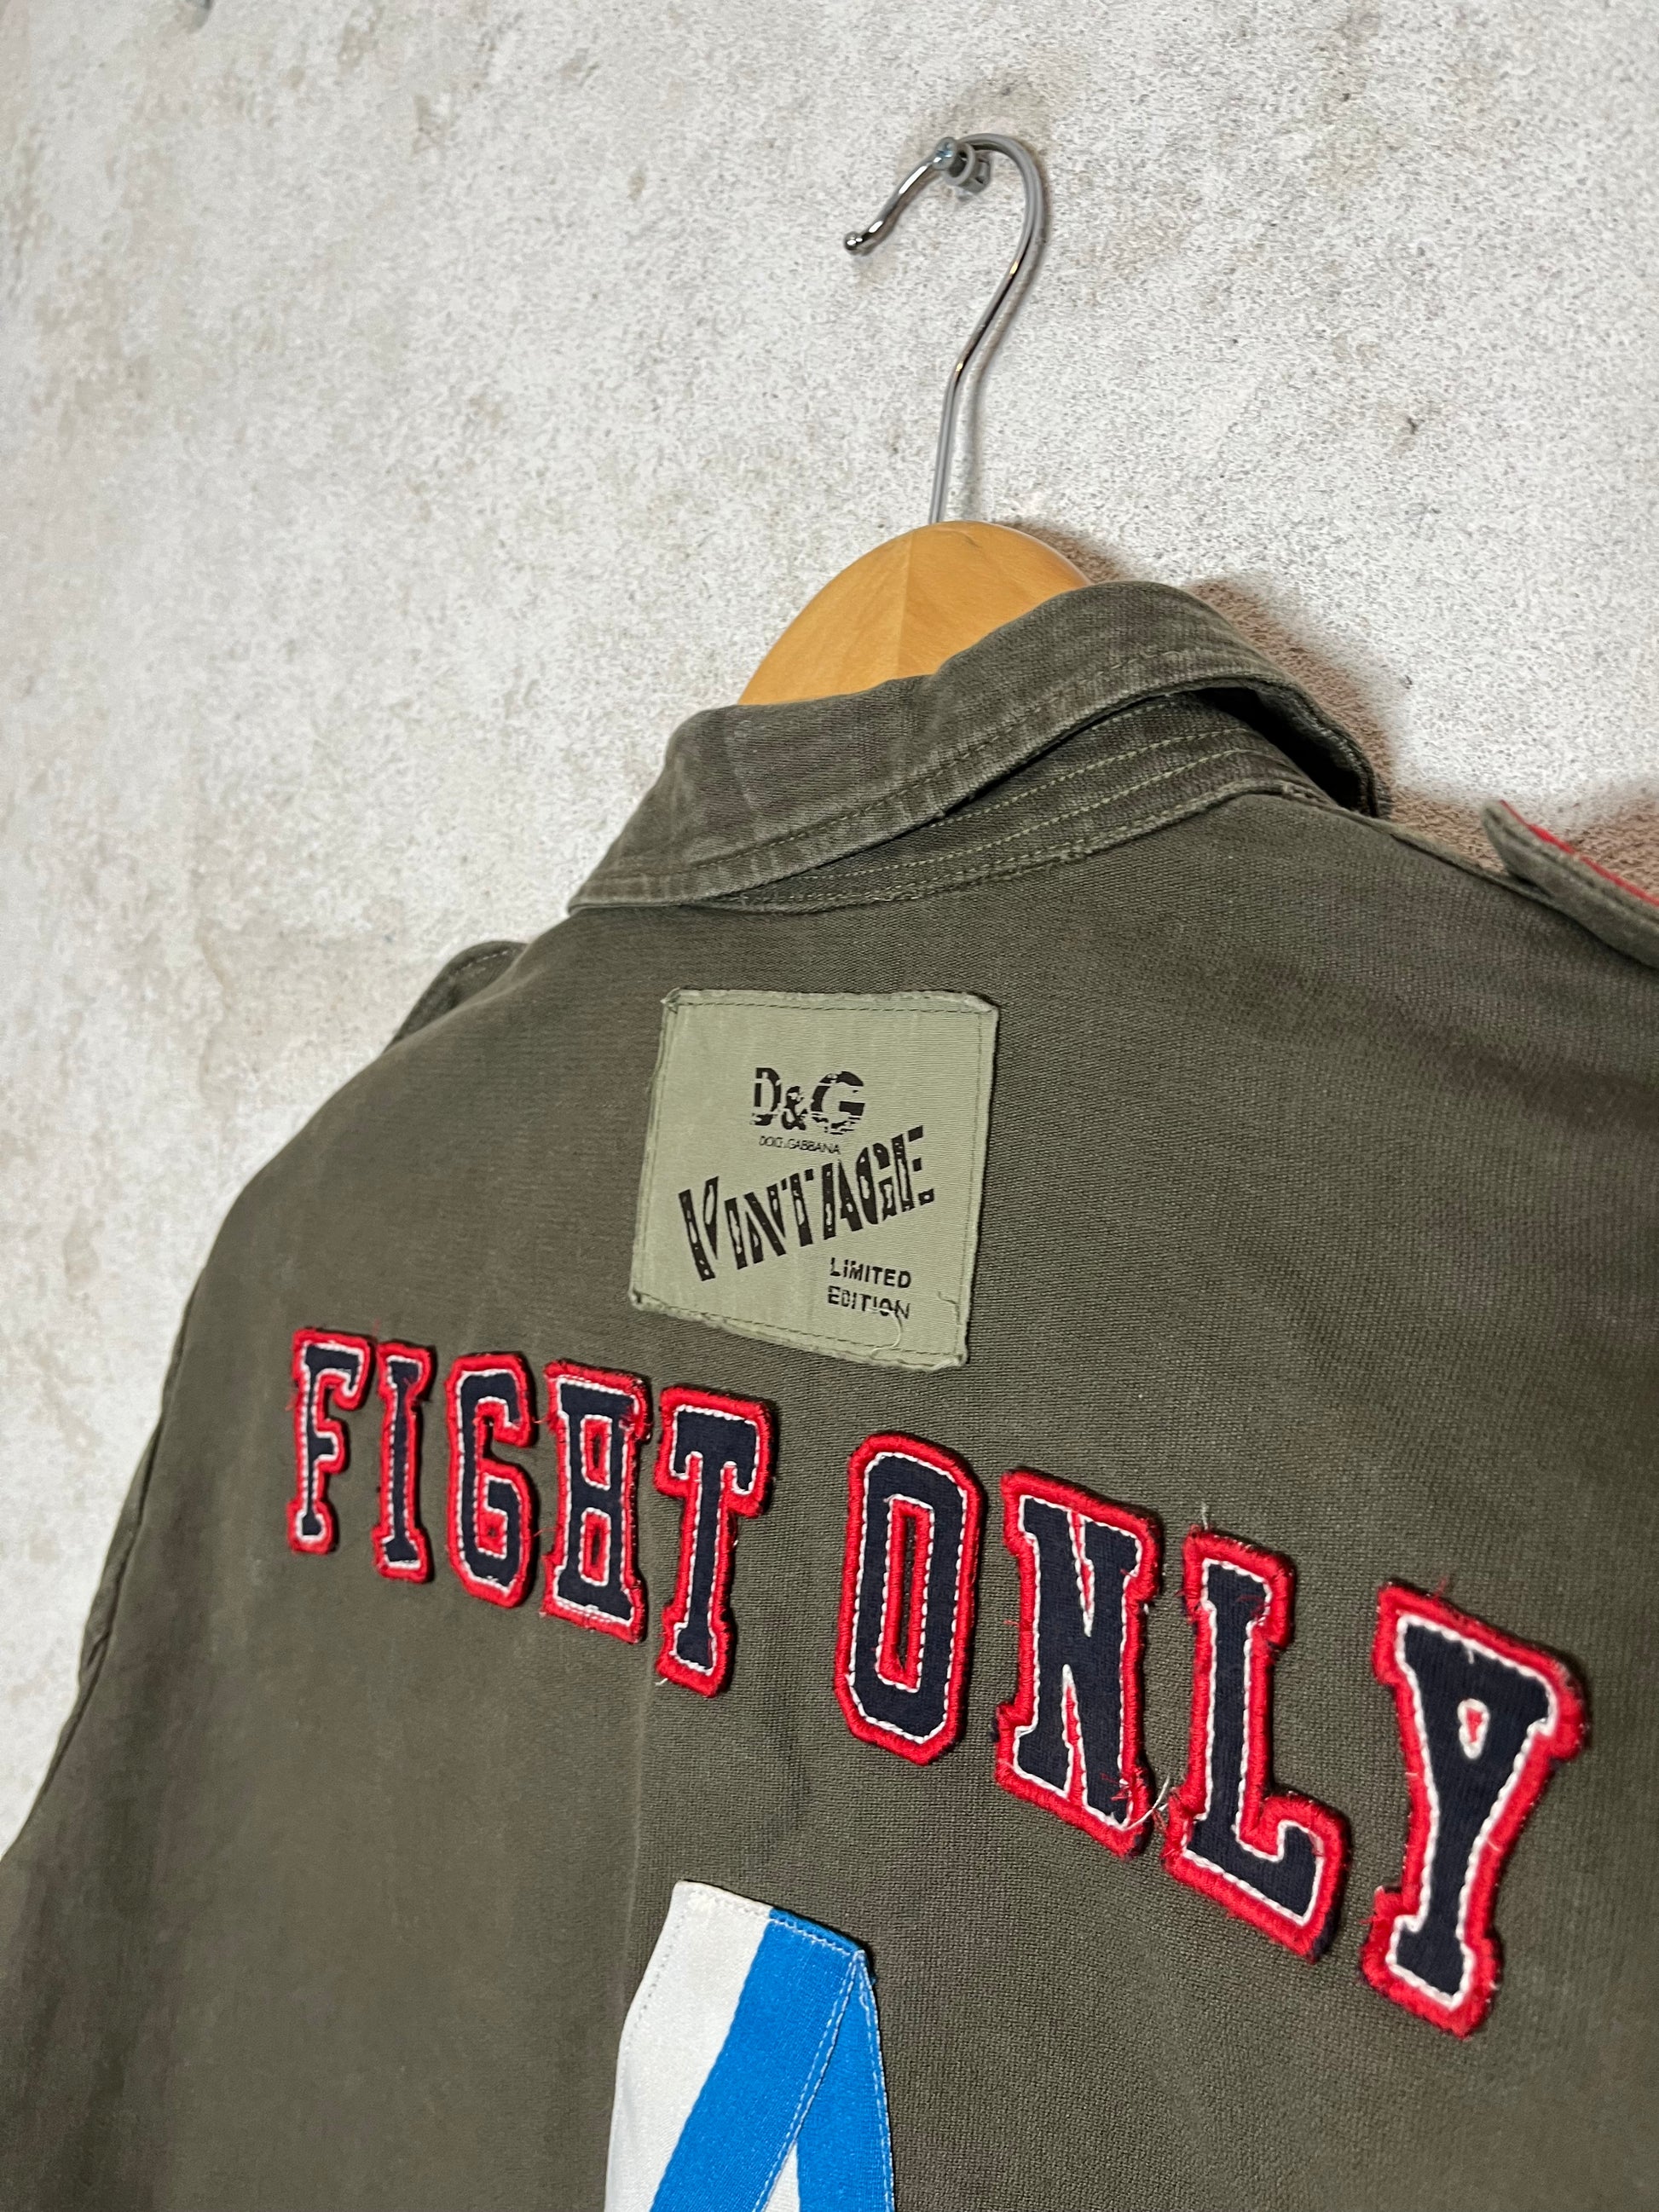 D&G
DOLCE&GABBANA
VINTAGE
LIMITED
EDITION
FIGHT ONLY